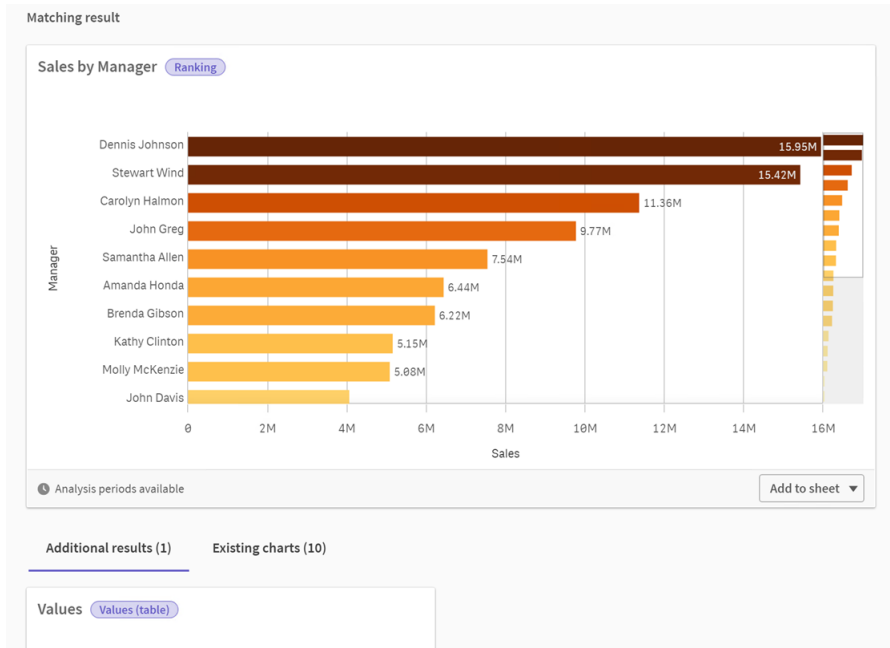 Matching result
Sales by Manager Ranking
Dennis Johnson 15.95M
Stewart Wind 15.42M
Carolyn Halmon 11.36M
John Greg 9.77M
Samantha Allen 7.54M
Amanda Honda 6.44M
Brenda Gibson 6.22M
Kathy Clinton 5.15M
Molly McKenzie 5.08M
John Davis
Manager
0 2M 4M 6M 8M 10M 12M 14M 16M
Sales
Analysis periods available Add to sheet
Additional results (1) Existing charts (10)
Values Values (table)